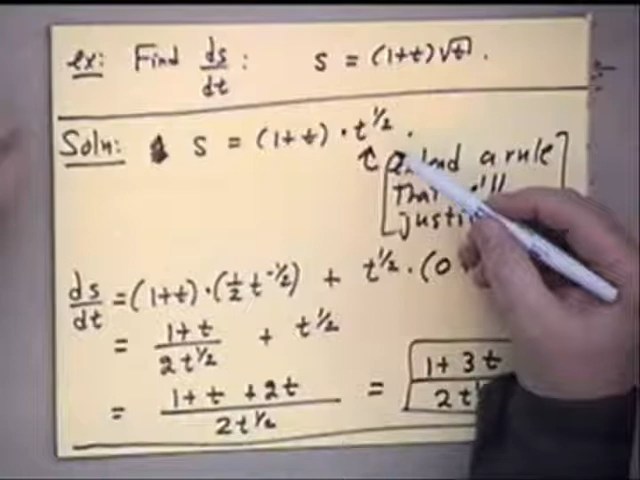 ex: Find ds/dt : s = (1+t)√t .
Soln: s = (1+t) · t^1/2 .
a rule
That
ds/dt = (1+t)·(1/2 t^-1/2) + t^1/2 · (0
= 1+t / 2t^1/2 + t^1/2
= 1+t+2t / 2t^1/2 = 1+3t / 2t